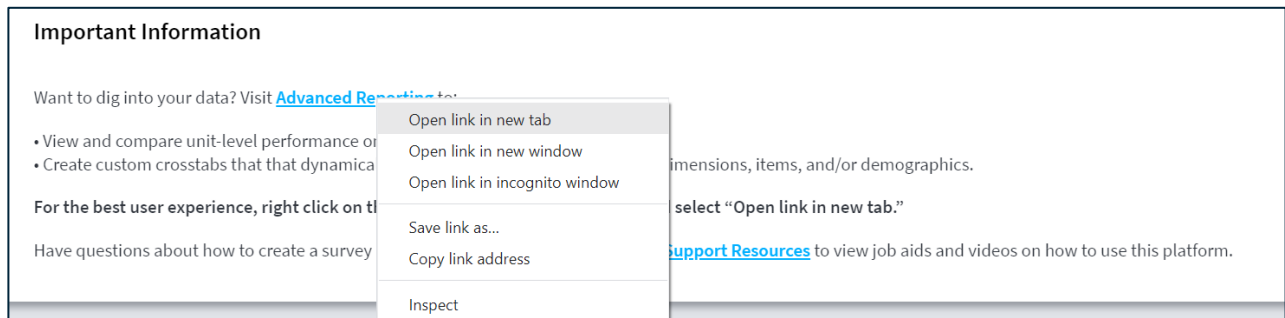 Important Information
Want to dig into your data? Visit Advanced Reporting to:
• View and compare unit-level performance or
• Create custom crosstabs that that dynamica
imensions, items, and/or demographics.
For the best user experience, right click on th
select “Open link in new tab.”
Have questions about how to create a survey
Support Resources to view job aids and videos on how to use this platform.
Open link in new tab
Open link in new window
Open link in incognito window
Save link as...
Copy link address
Inspect